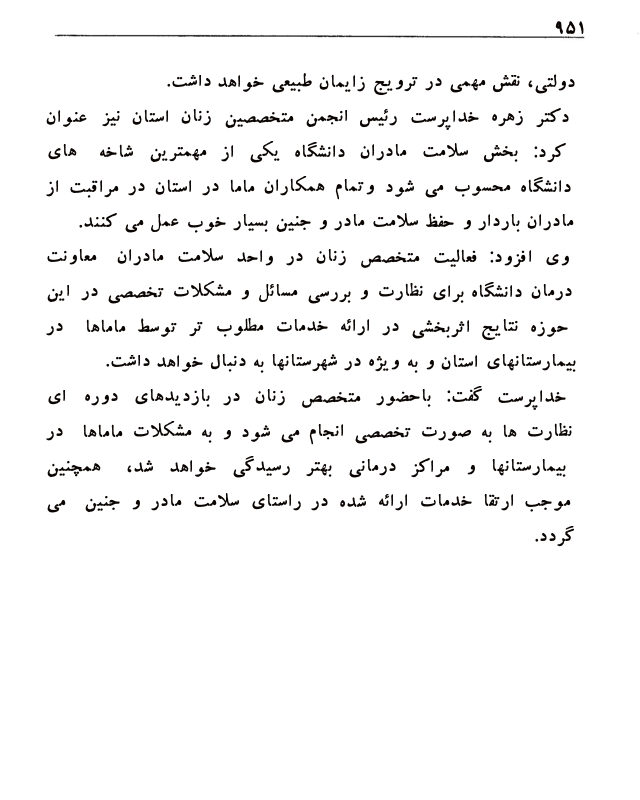 ۹۵۱
دولتی، نقش مهمی در ترویج زایمان طبیعی خواهد داشت.
دکتر زهره خداپرست رئیس انجمن متخصصین زنان استان نیز عنوان
کرد: بخش سلامت مادران دانشگاه یکی از مهمترین شاخه های
دانشگاه محسوب می شود وتمام همکاران ماما در استان در مراقبت از
مادران باردار و حفظ سلامت مادر و جنین بسیار خوب عمل می کنند.
وی افزود: فعالیت متخصص زنان در واحد سلامت مادران معاونت
درمان دانشگاه برای نظارت و بررسی مسائل و مشکلات تخصصی در این
حوزه نتایج اثربخشی در ارائه خدمات مطلوب تر توسط ماماها در
بیمارستانهای استان و به ویژه در شهرستانها به دنبال خواهد داشت.
خداپرست گفت: باحضور متخصص زنان در بازدیدهای دوره ای
نظارت ها به صورت تخصصی انجام می شود و به مشکلات ماماها در
بیمارستانها و مراکز درمانی بهتر رسیدگی خواهد شد، همچنین
موجب ارتقا خدمات ارائه شده در راستای سلامت مادر و جنین می
گردد.